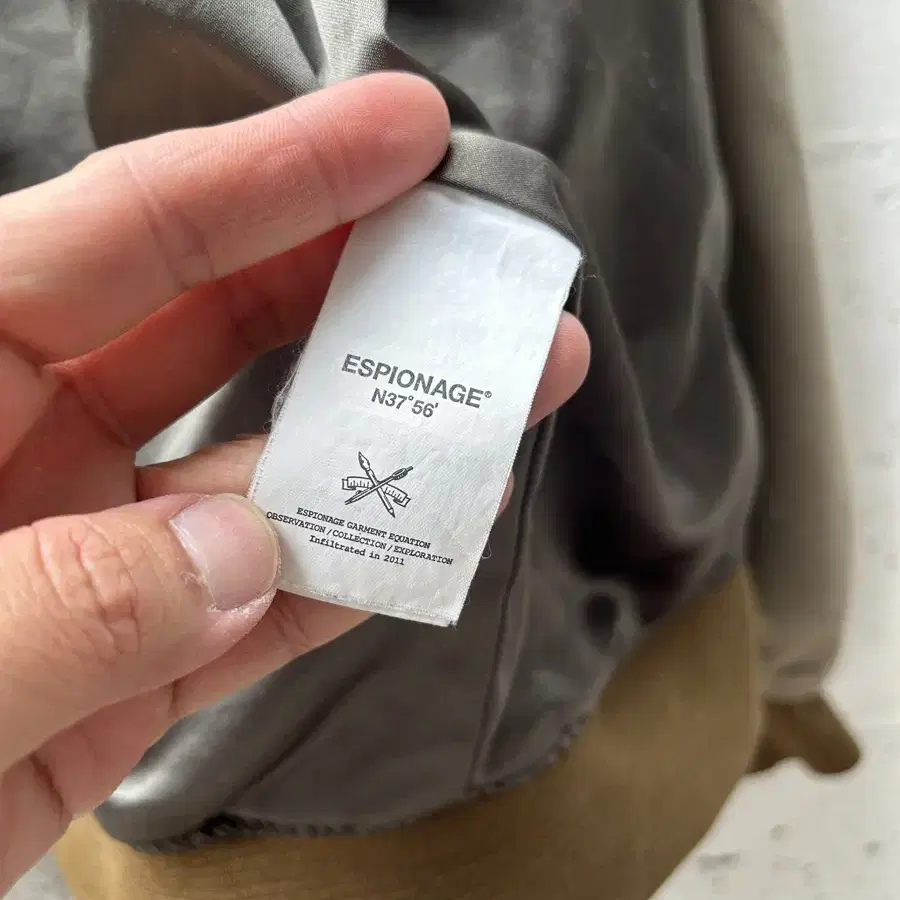 ESPIONAGE®
N37°56'
ESPIONAGE GARMENT EQUATION
OBSERVATION/COLLECTION/EXPLORATION
Infiltrated in 2011